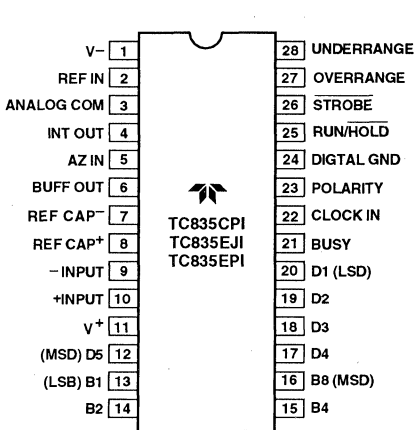 V− 1
REF IN 2
ANALOG COM 3
INT OUT 4
AZ IN 5
BUFF OUT 6
REF CAP− 7
REF CAP+ 8
−INPUT 9
+INPUT 10
V+ 11
(MSD) D5 12
(LSB) B1 13
B2 14
TC835CPI
TC835EJI
TC835EPI
28 UNDERRANGE
27 OVERRANGE
26 STROBE
25 RUN/HOLD
24 DIGTAL GND
23 POLARITY
22 CLOCK IN
21 BUSY
20 D1 (LSD)
19 D2
18 D3
17 D4
16 B8 (MSD)
15 B4